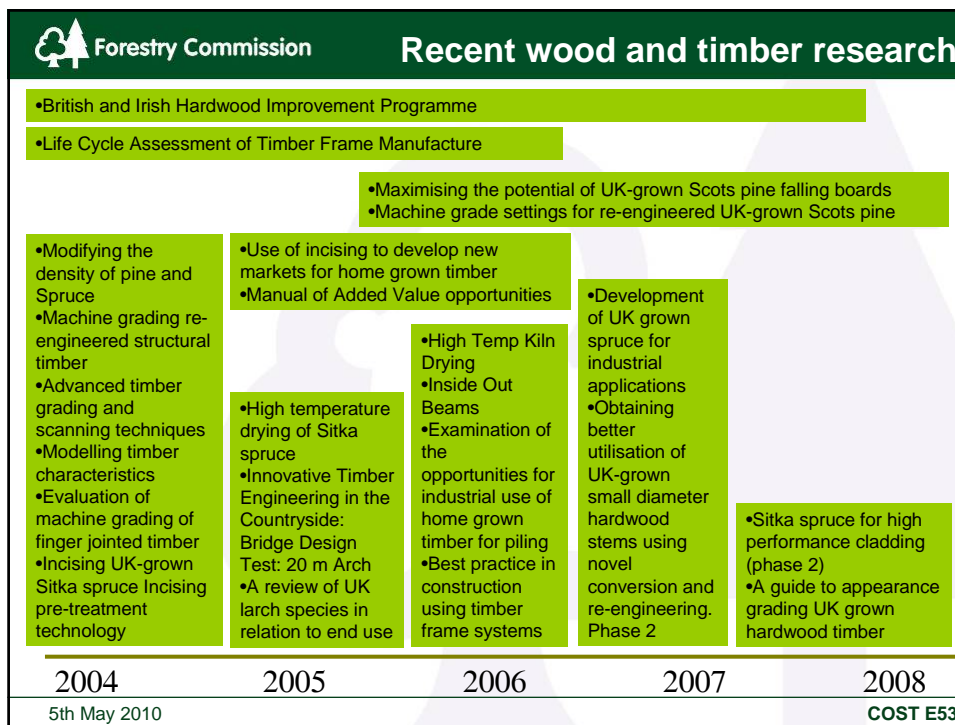 Forestry Commission
Recent wood and timber research
•British and Irish Hardwood Improvement Programme
•Life Cycle Assessment of Timber Frame Manufacture
•Maximising the potential of UK-grown Scots pine falling boards
•Machine grade settings for re-engineered UK-grown Scots pine
•Modifying the
density of pine and
Spruce
•Machine grading re-
engineered structural
timber
•Advanced timber
grading and
scanning techniques
•Modelling timber
characteristics
•Evaluation of
machine grading of
finger jointed timber
•Incising UK-grown
Sitka spruce Incising
pre-treatment
technology
•Use of incising to develop new
markets for home grown timber
•Manual of Added Value opportunities
•High temperature
drying of Sitka
spruce
•Innovative Timber
Engineering in the
Countryside:
Bridge Design
Test: 20 m Arch
•A review of UK
larch species in
relation to end use
•High Temp Kiln
Drying
•Inside Out
Beams
•Examination of
the
opportunities for
industrial use of
home grown
timber for piling
•Best practice in
construction
using timber
frame systems
•Development
of UK grown
spruce for
industrial
applications
•Obtaining
better
utilisation of
UK-grown
small diameter
hardwood
stems using
novel
conversion and
re-engineering.
Phase 2
•Sitka spruce for high
performance cladding
(phase 2)
•A guide to appearance
grading UK grown
hardwood timber
2004 2005 2006 2007 2008
5th May 2010
COST E53